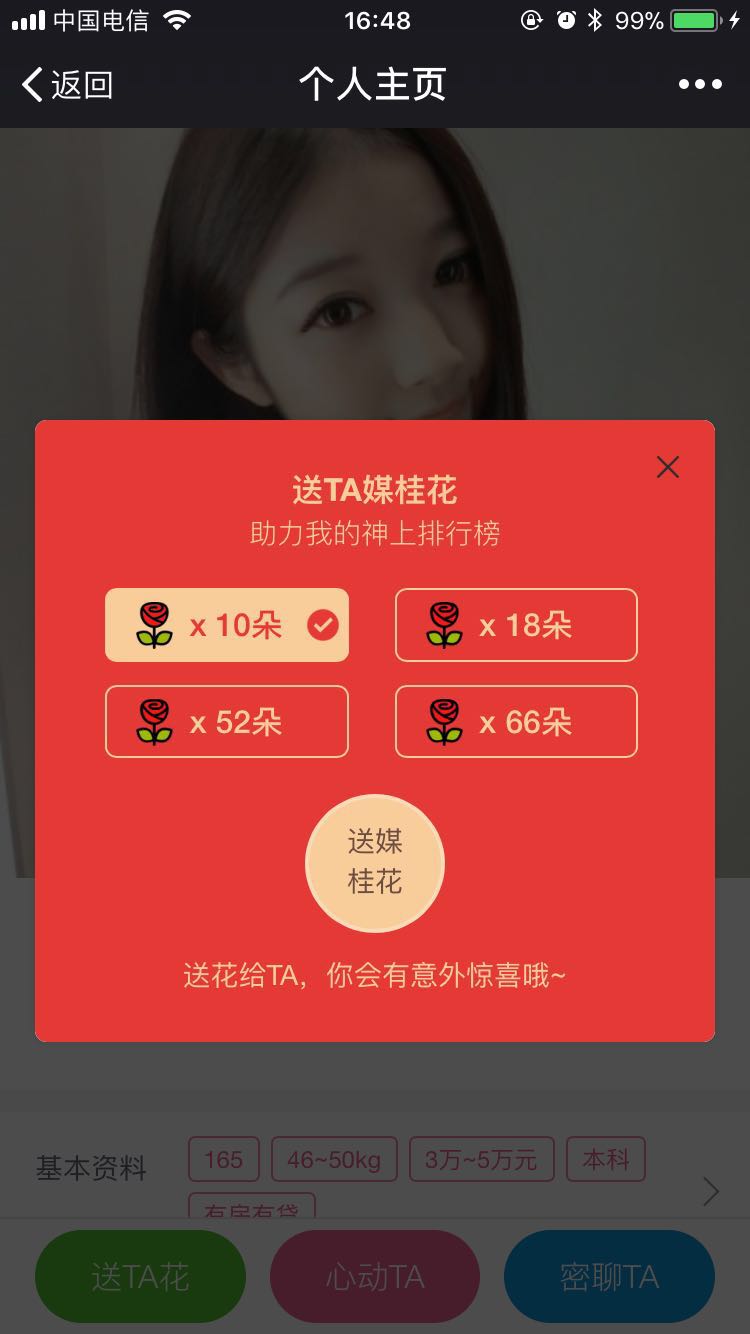 中国电信
16:48
99%
返回
个人主页
送TA媒桂花
助力我的神上排行榜
x 10朵
x 18朵
x 52朵
x 66朵
送媒
桂花
送花给TA，你会有意外惊喜哦~
基本资料
165
46~50kg
3万~5万元
本科
有房有贷
送TA花
心动TA
密聊TA